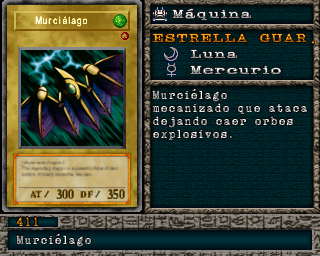 Murciélago
AT/ 300 DF/ 350
Máquina
ESTRELLA GUAR.
Luna
Mercurio
Murciélago
mecanizado que ataca
dejando caer orbes
explosivos.
411
Murciélago